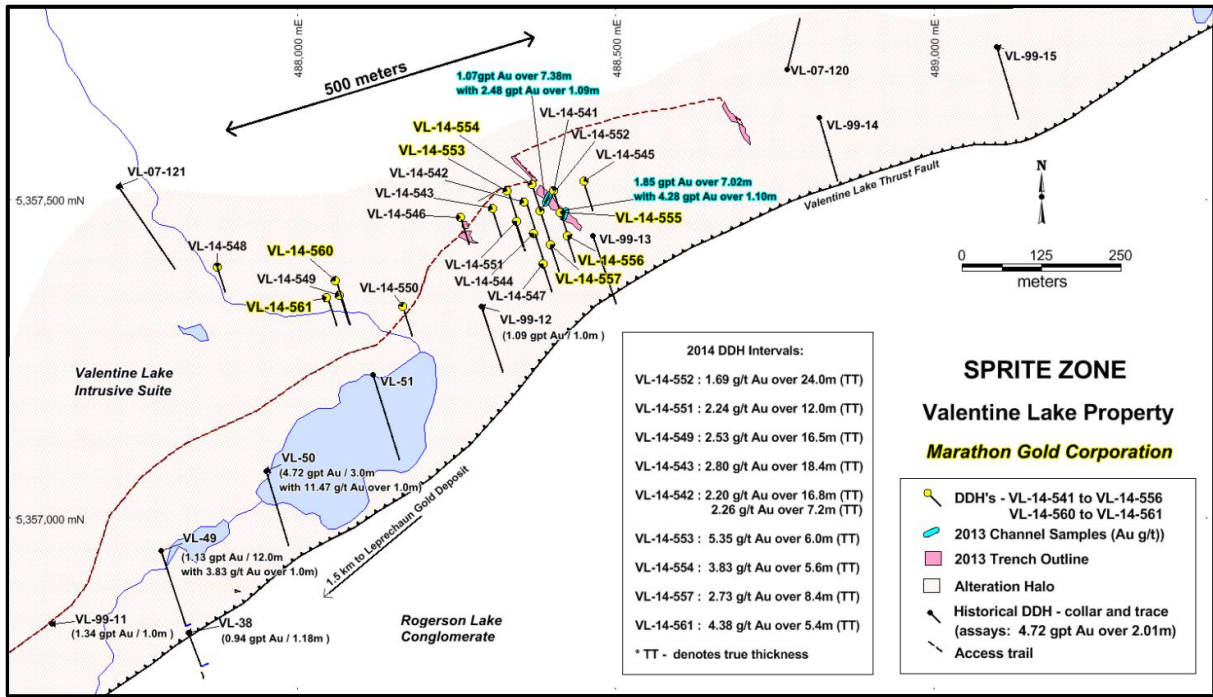 488,000 mE
488,500 mE
489,000 mE
500 meters
1.07gpt Au over 7.38m
with 2.48 gpt Au over 1.09m
VL-99-15
VL-07-120
VL-14-541
VL-14-554
VL-14-552
VL-99-14
VL-14-553
VL-14-545
VL-14-542
VL-07-121
VL-14-543
1.85 gpt Au over 7.02m
with 4.28 gpt Au over 1.10m
Valentine Lake Thrust Fault
N
5,357,500 mN
VL-14-546
VL-14-555
VL-99-13
VL-14-548
VL-14-560
VL-14-551
VL-14-556
VL-14-549
VL-14-544
VL-14-557
VL-14-561
VL-14-550
VL-14-547
0 125 250
meters
VL-99-12
(1.09 gpt Au / 1.0m )
Valentine Lake
Intrusive Suite
VL-51
VL-50
(4.72 gpt Au / 3.0m
with 11.47 g/t Au over 1.0m)
5,357,000 mN
VL-49
(1.13 gpt Au / 12.0m
with 3.83 g/t Au over 1.0m)
1.5 km to Leprechaun Gold Deposit
VL-99-11
(1.34 gpt Au / 1.0m )
VL-38
(0.94 gpt Au / 1.18m )
Rogerson Lake
Conglomerate
2014 DDH Intervals:
VL-14-552 : 1.69 g/t Au over 24.0m (TT)
VL-14-551 : 2.24 g/t Au over 12.0m (TT)
VL-14-549 : 2.53 g/t Au over 16.5m (TT)
VL-14-543 : 2.80 g/t Au over 18.4m (TT)
VL-14-542 : 2.20 g/t Au over 16.8m (TT)
2.26 g/t Au over 7.2m (TT)
VL-14-553 : 5.35 g/t Au over 6.0m (TT)
VL-14-554 : 3.83 g/t Au over 5.6m (TT)
VL-14-557 : 2.73 g/t Au over 8.4m (TT)
VL-14-561 : 4.38 g/t Au over 5.4m (TT)
* TT - denotes true thickness
SPRITE ZONE
Valentine Lake Property
Marathon Gold Corporation
DDH's - VL-14-541 to VL-14-556
VL-14-560 to VL-14-561
2013 Channel Samples (Au g/t))
2013 Trench Outline
Alteration Halo
Historical DDH - collar and trace
(assays: 4.72 gpt Au over 2.01m)
Access trail